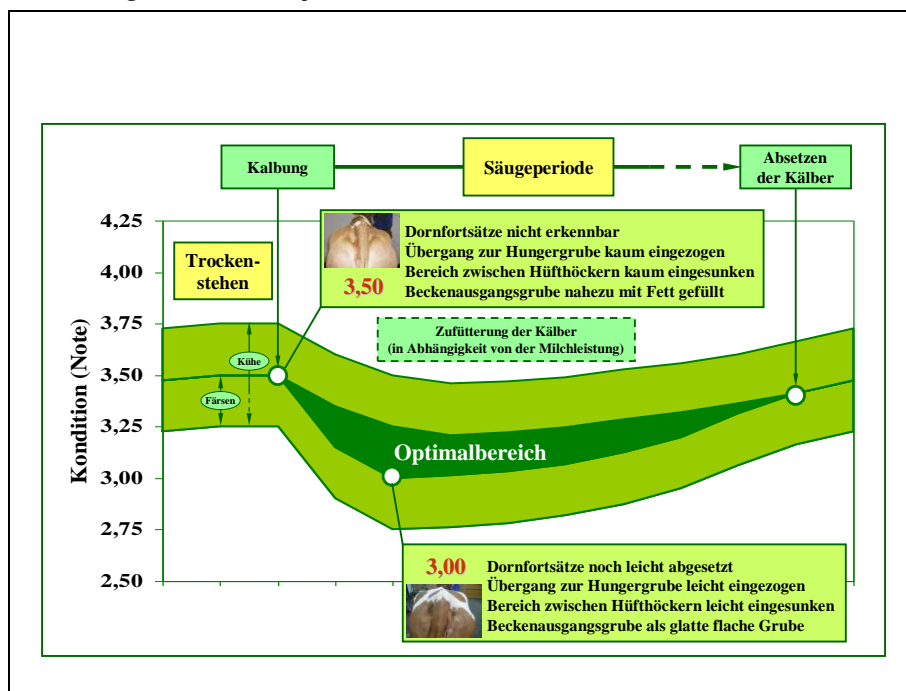 Kalbung
Säugeperiode
Absetzen
der Kälber
Kondition (Note)
4,25
4,00
3,75
3,50
3,25
3,00
2,75
2,50
Trocken-
stehen
3,50
Dornfortsätze nicht erkennbar
Übergang zur Hungergrube kaum eingezogen
Bereich zwischen Hüfthöckern kaum eingesunken
Beckenausgangsgrube nahezu mit Fett gefüllt
Zufütterung der Kälber
(in Abhängigkeit von der Milchleistung)
Kühe
Färsen
Optimalbereich
3,00
Dornfortsätze noch leicht abgesetzt
Übergang zur Hungergrube leicht eingezogen
Bereich zwischen Hüfthöckern leicht eingesunken
Beckenausgangsgrube als glatte flache Grube